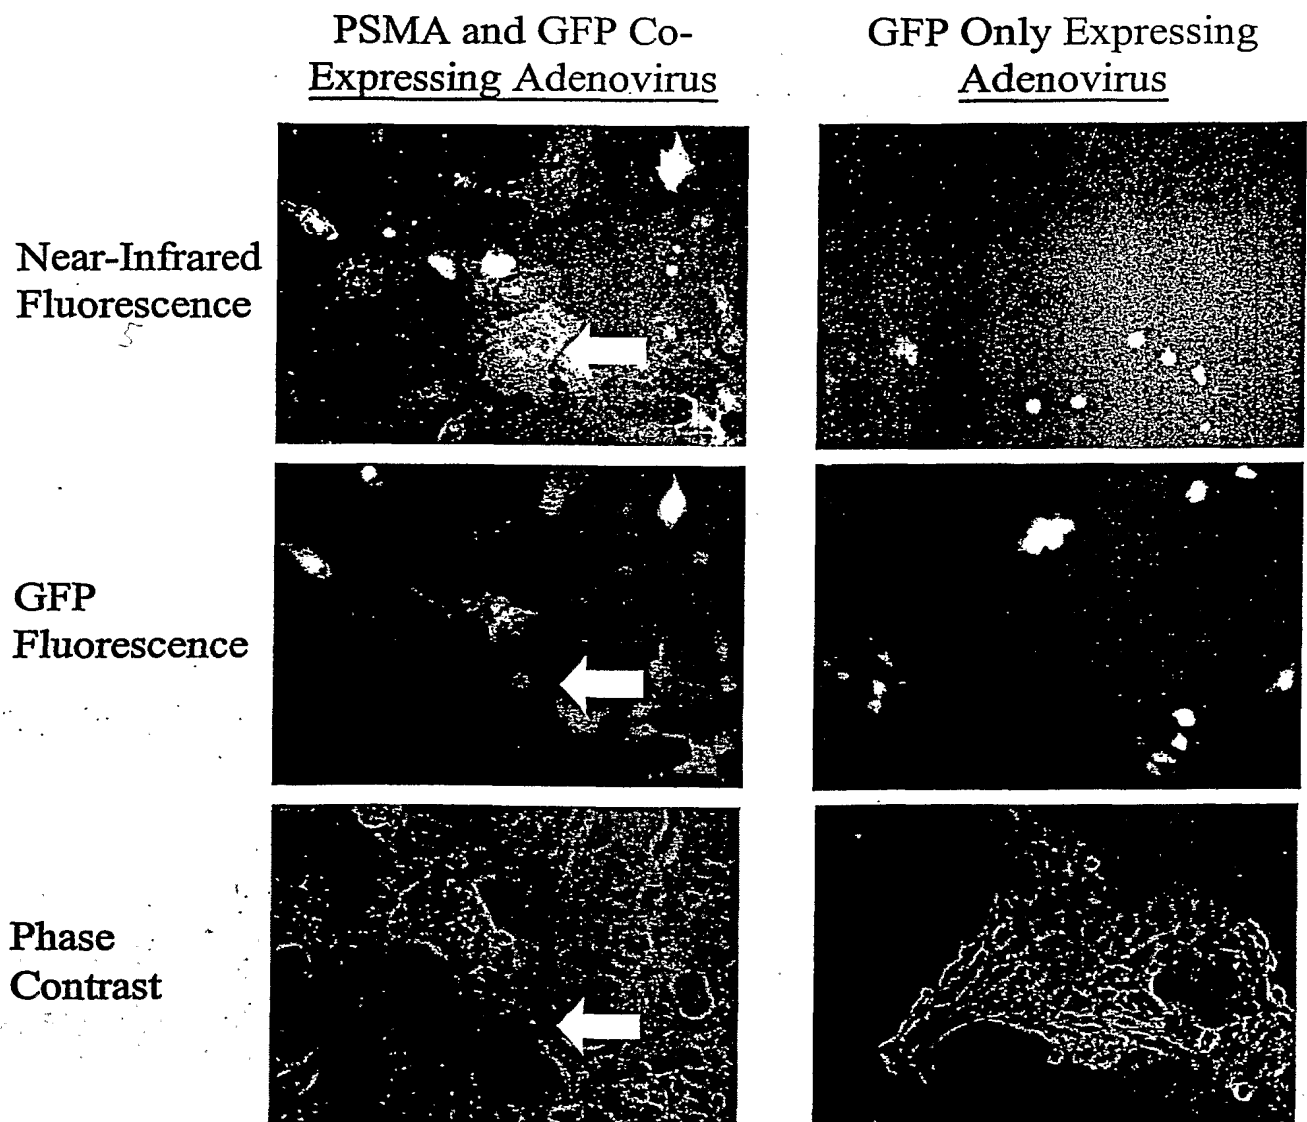 PSMA and GFP Co-
Expressing Adenovirus
GFP Only Expressing
Adenovirus
Near-Infrared
Fluorescence
GFP
Fluorescence
Phase
Contrast